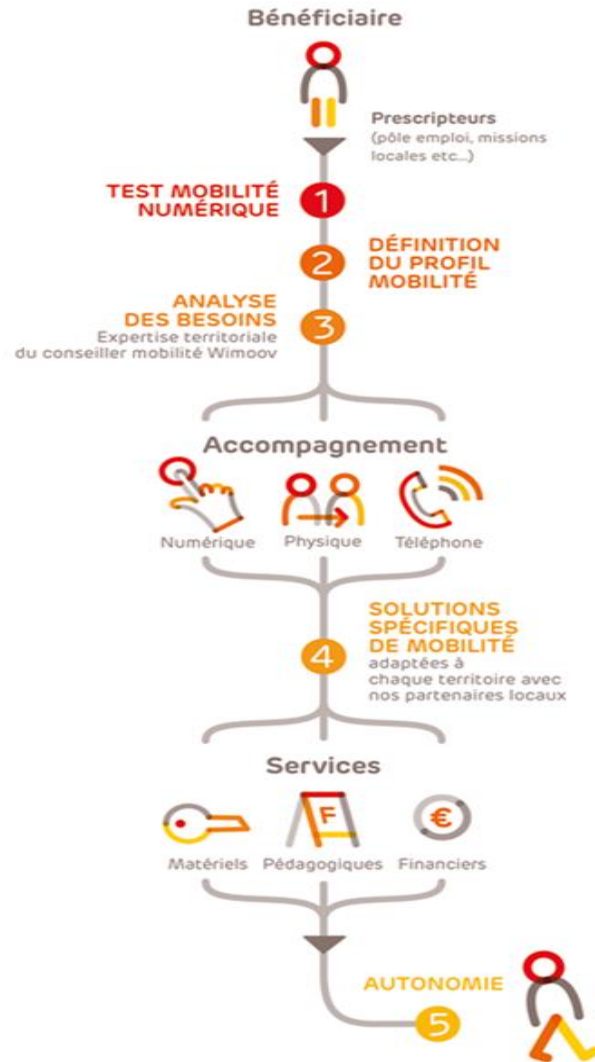 Bénéficiaire
Prescripteurs
(pôle emploi, missions
locales etc...)
TEST MOBILITÉ
NUMÉRIQUE
1
2
DÉFINITION
DU PROFIL
MOBILITÉ
ANALYSE
DES BESOINS
3
Expertise territoriale
du conseiller mobilité Wimoov
Accompagnement
Numérique Physique Téléphone
SOLUTIONS
SPÉCIFIQUES
DE MOBILITÉ
4
adaptées à
chaque territoire avec
nos partenaires locaux
Services
F €
Matériels Pédagogiques Financiers
AUTONOMIE
5